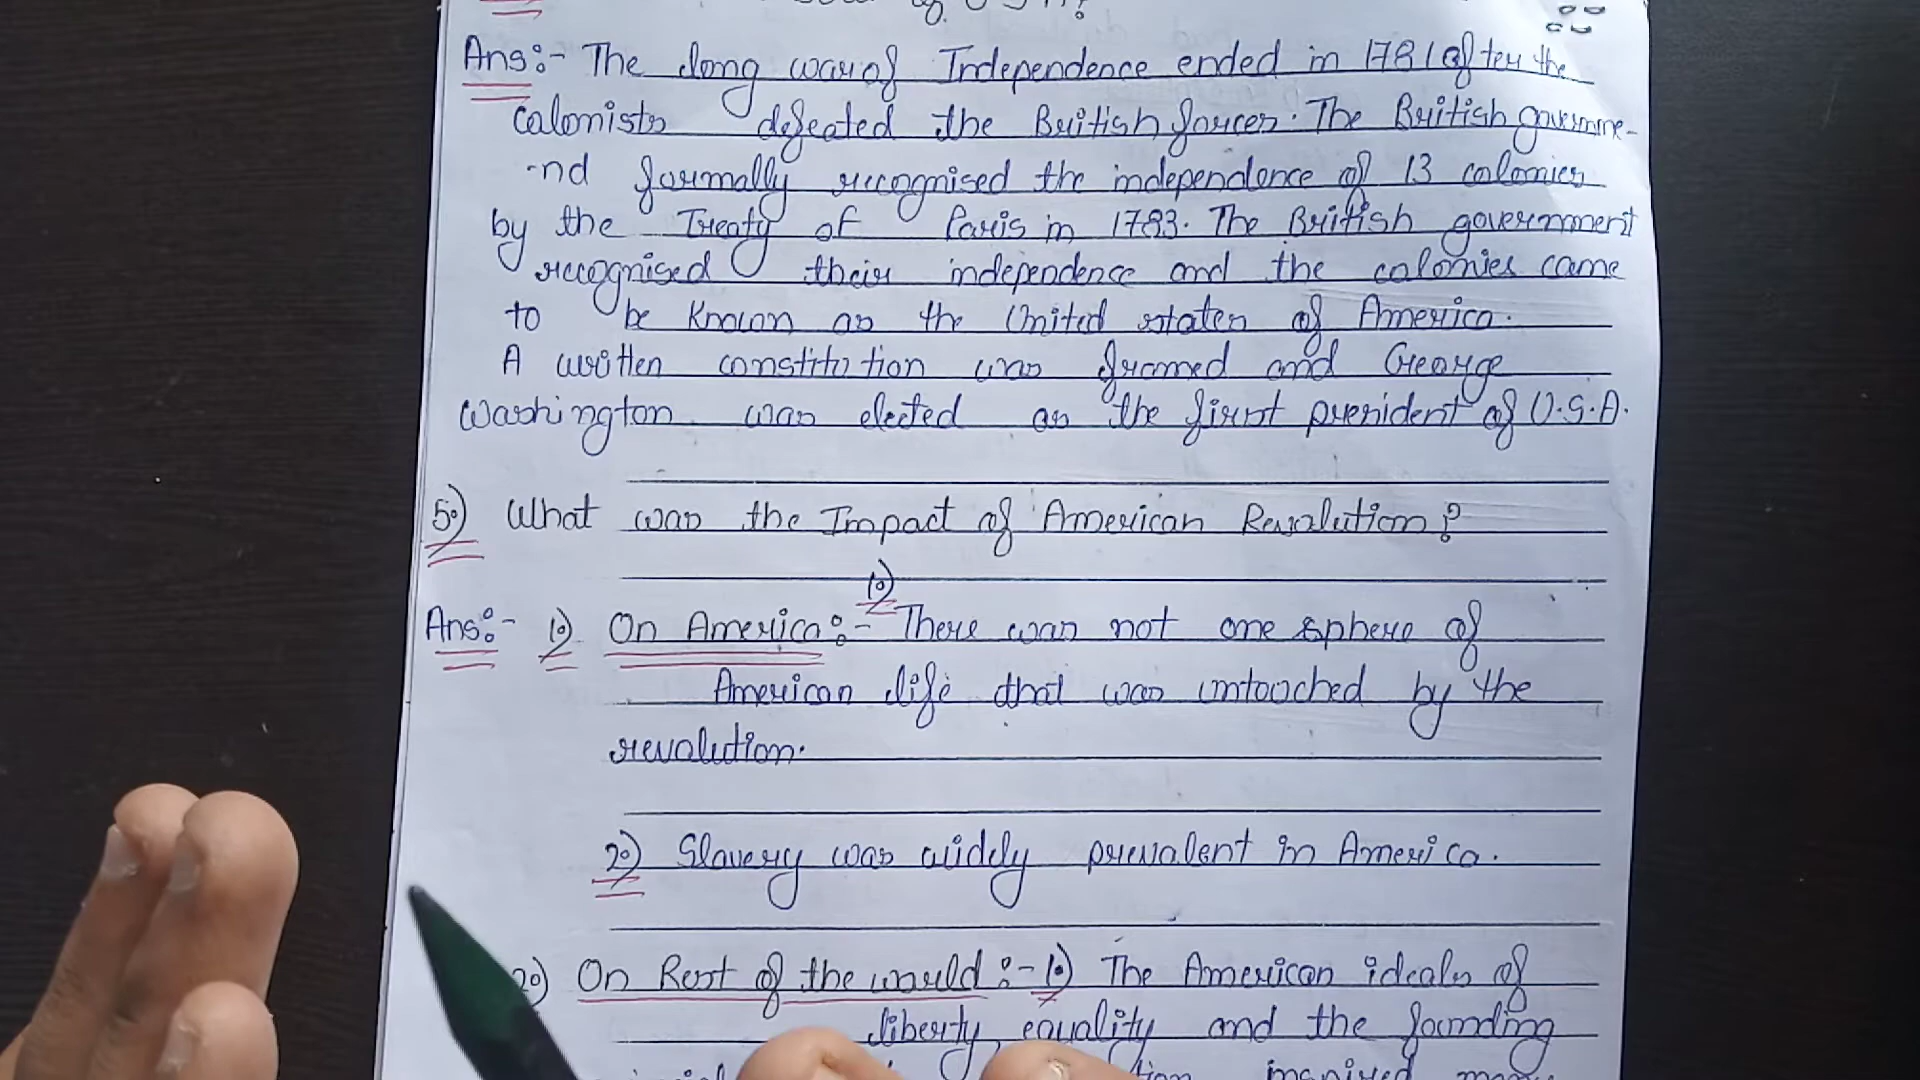 of U.S.A?
Ans:- The long war of Independence ended in 1781 after the
colonists defeated the British forces. The British governme-
-nd formally recognised the independence of 13 colonies
by the Treaty of Paris in 1783. The British government
recognised their independence and the colonies came
to be known as the United states of America.
A written constitution was framed and George
Washington was elected as the first president of U.S.A.
5) What was the Impact of American Revolution?
Ans:- 1) On America:- 1) There was not one sphere of
American life that was untouched by the
revolution.
2) Slavery was widely prevalent in America.
2) On Rest of the world:- 1) The American ideals of
liberty, equality and the founding
inspired many